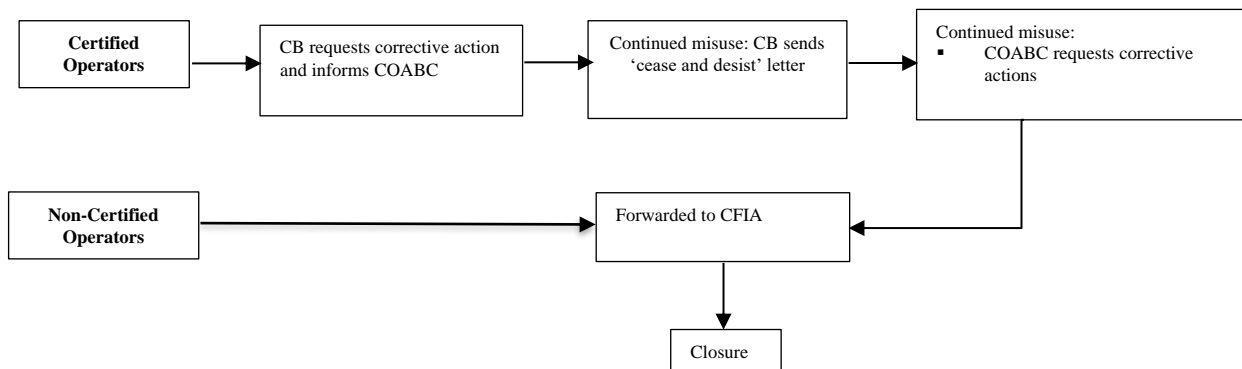 Certified
Operators
CB requests corrective action
and informs COABC
Continued misuse: CB sends
‘cease and desist’ letter
Continued misuse:
▪ COABC requests corrective
actions
Non-Certified
Operators
Forwarded to CFIA
Closure